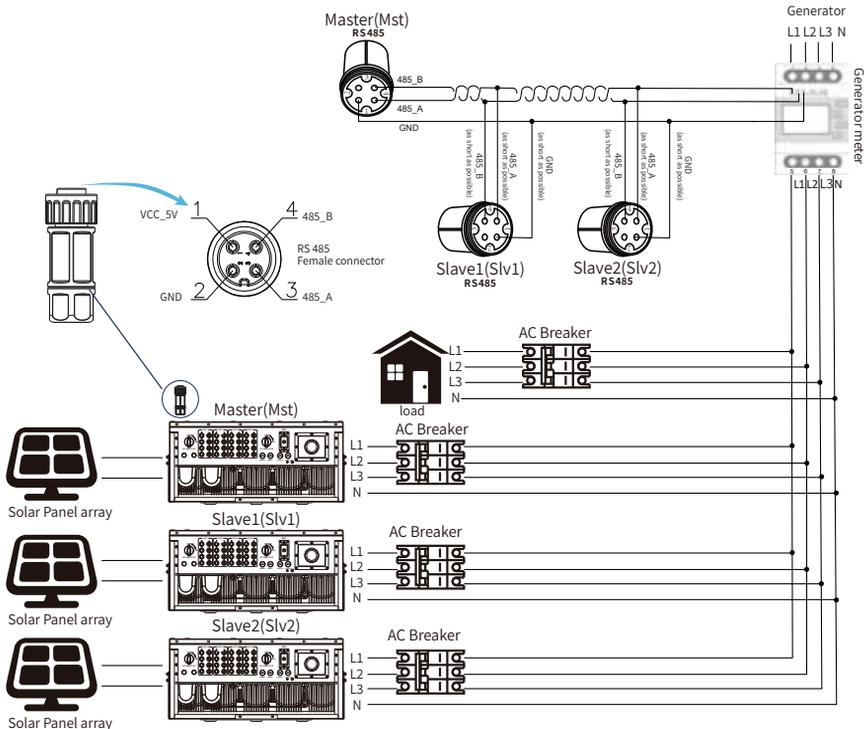 Generator
L1 L2 L3 N
Master(Mst)
RS485
485_B
485_A
GND
Generator meter
485_B
(as short as possible)
485_A
(as short as possible)
GND
(as short as possible)
485_B
(as short as possible)
485_A
(as short as possible)
GND
(as short as possible)
5 6 7 8
L1 L2 L3 N
VCC_5V
1
4
485_B
RS 485
Female connector
GND
2
3
485_A
Slave1(Slv1)
RS485
Slave2(Slv2)
RS485
AC Breaker
L1
L2
L3
N
load
Master(Mst)
AC Breaker
L1
L2
L3
N
Solar Panel array
Slave1(Slv1)
AC Breaker
L1
L2
L3
N
Solar Panel array
Slave2(Slv2)
AC Breaker
L1
L2
L3
N
Solar Panel array